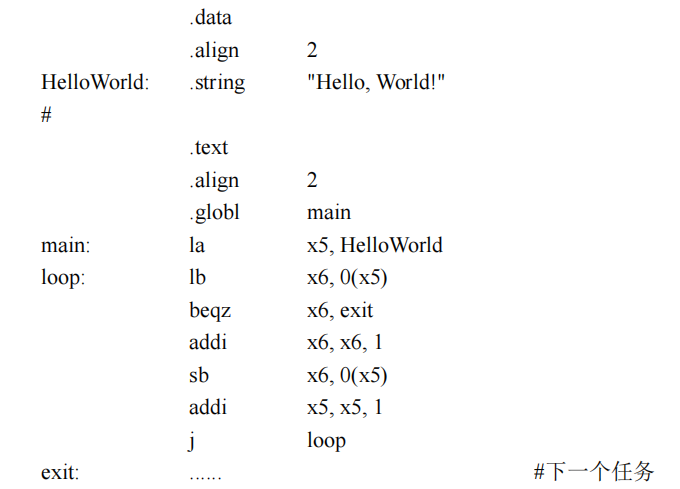 .data
.align 2
HelloWorld: .string "Hello, World!"
#
.text
.align 2
.globl main
main: la x5, HelloWorld
loop: lb x6, 0(x5)
beqz x6, exit
addi x6, x6, 1
sb x6, 0(x5)
addi x5, x5, 1
j loop
exit: ...... #下一个任务